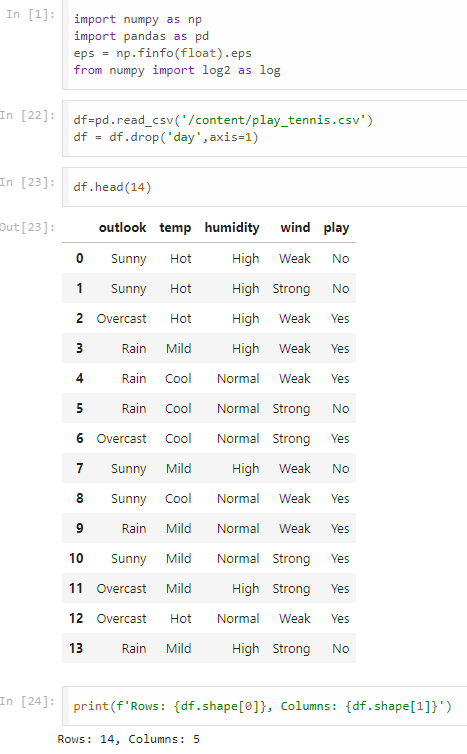 In [1]:
import numpy as np
import pandas as pd
eps = np.finfo(float).eps
from numpy import log2 as log
In [22]:
df=pd.read_csv('/content/play_tennis.csv')
df = df.drop('day',axis=1)
In [23]:
df.head(14)
Out[23]:
outlook temp humidity wind play
0 Sunny Hot High Weak No
1 Sunny Hot High Strong No
2 Overcast Hot High Weak Yes
3 Rain Mild High Weak Yes
4 Rain Cool Normal Weak Yes
5 Rain Cool Normal Strong No
6 Overcast Cool Normal Strong Yes
7 Sunny Mild High Weak No
8 Sunny Cool Normal Weak Yes
9 Rain Mild Normal Weak Yes
10 Sunny Mild Normal Strong Yes
11 Overcast Mild High Strong Yes
12 Overcast Hot Normal Weak Yes
13 Rain Mild High Strong No
In [24]:
print(f'Rows: {df.shape[0]}, Columns: {df.shape[1]}')
Rows: 14, Columns: 5